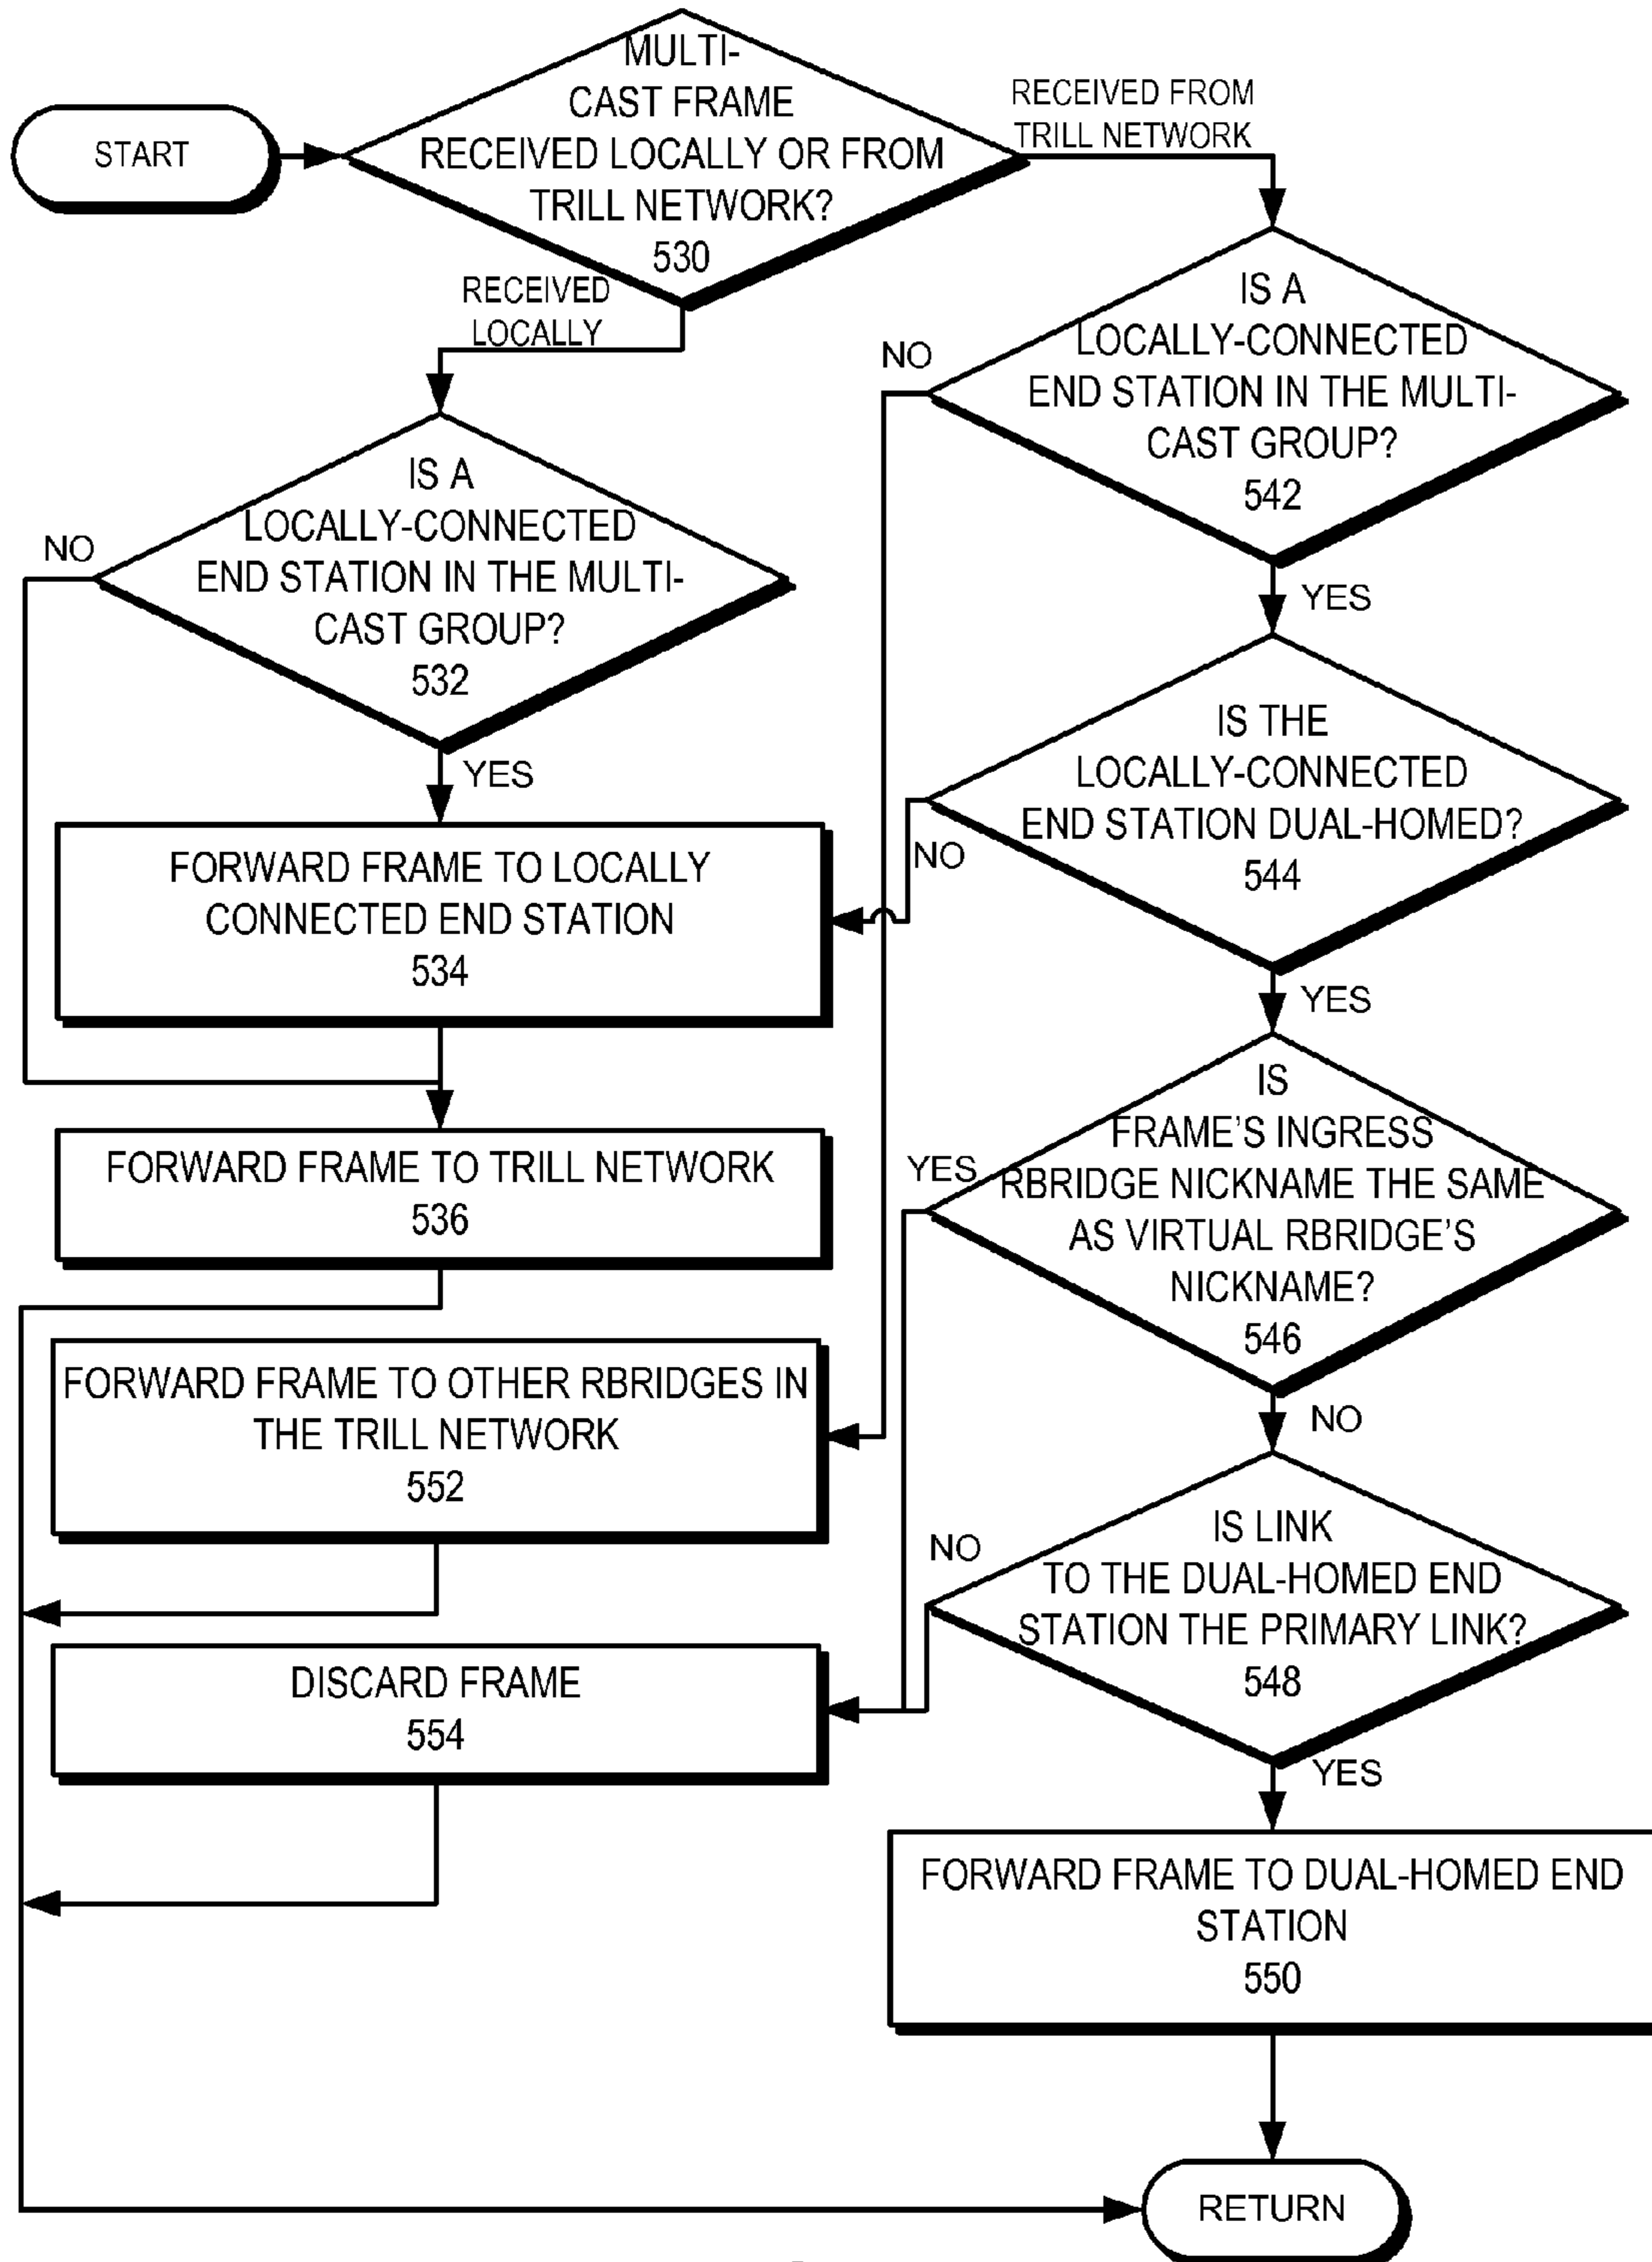 START
MULTI-
CAST FRAME
RECEIVED LOCALLY OR FROM
TRILL NETWORK?
530
RECEIVED FROM
TRILL NETWORK
RECEIVED
LOCALLY
IS A
LOCALLY-CONNECTED
END STATION IN THE MULTI-
CAST GROUP?
532
NO
YES
FORWARD FRAME TO LOCALLY
CONNECTED END STATION
534
FORWARD FRAME TO TRILL NETWORK
536
FORWARD FRAME TO OTHER RBRIDGES IN
THE TRILL NETWORK
552
DISCARD FRAME
554
IS A
LOCALLY-CONNECTED
END STATION IN THE MULTI-
CAST GROUP?
542
NO
YES
IS THE
LOCALLY-CONNECTED
END STATION DUAL-HOMED?
544
NO
YES
IS
FRAME'S INGRESS
RBRIDGE NICKNAME THE SAME
AS VIRTUAL RBRIDGE'S
NICKNAME?
546
YES
NO
IS LINK
TO THE DUAL-HOMED END
STATION THE PRIMARY LINK?
548
NO
YES
FORWARD FRAME TO DUAL-HOMED END
STATION
550
RETURN